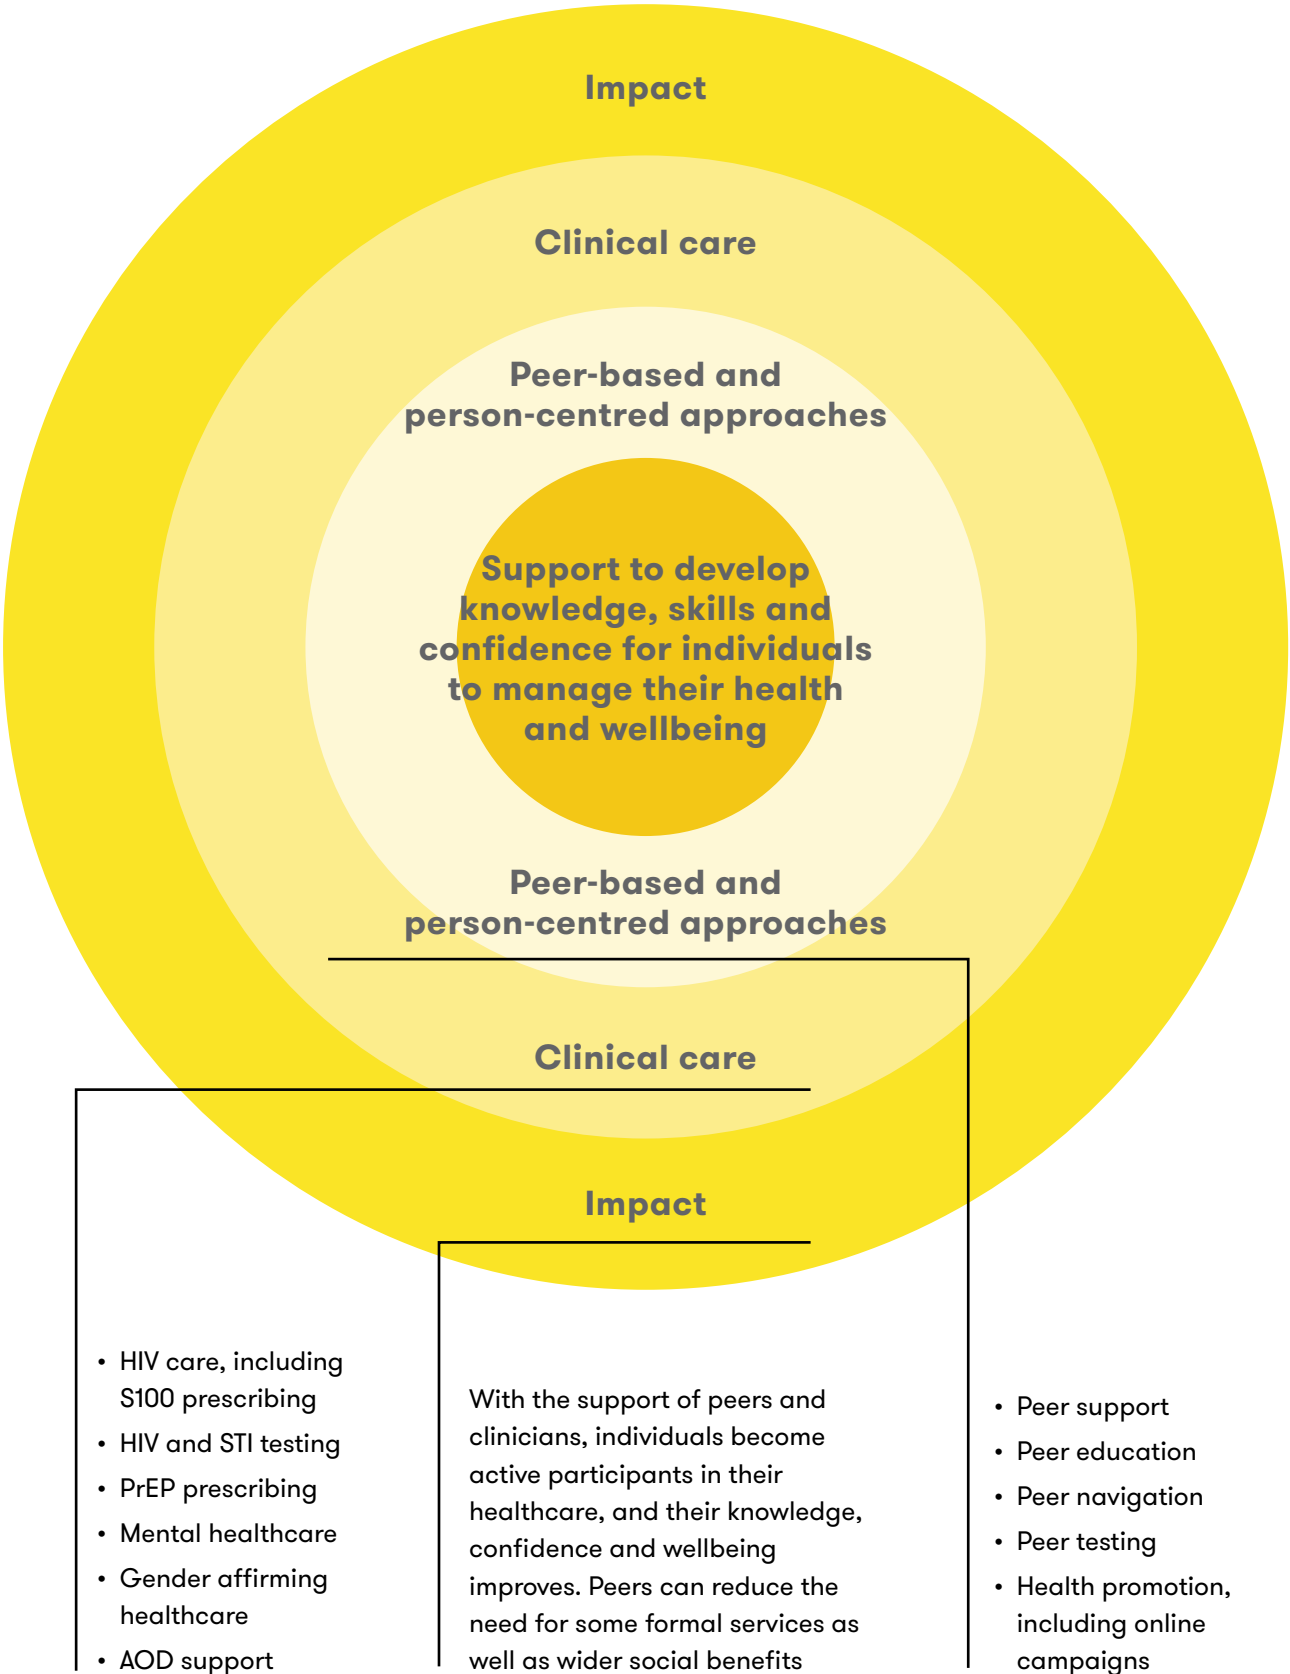 Impact
Clinical care
Peer-based and
person-centred approaches
Support to develop
knowledge, skills and
confidence for individuals
to manage their health
and wellbeing
Peer-based and
person-centred approaches
Clinical care
Impact
• HIV care, including
S100 prescribing
• HIV and STI testing
• PrEP prescribing
• Mental healthcare
• Gender affirming
healthcare
• AOD support
With the support of peers and
clinicians, individuals become
active participants in their
healthcare, and their knowledge,
confidence and wellbeing
improves. Peers can reduce the
need for some formal services as
well as wider social benefits
• Peer support
• Peer education
• Peer navigation
• Peer testing
• Health promotion,
including online
campaigns